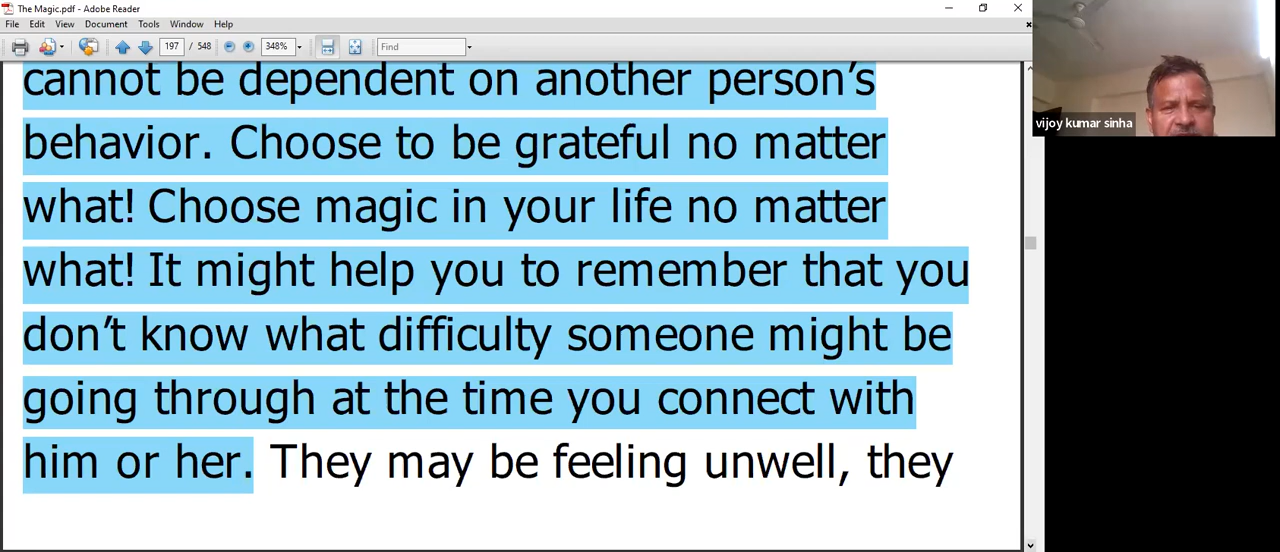 The Magic.pdf - Adobe Reader
File Edit View Document Tools Window Help
197 / 548 348% Find
cannot be dependent on another person’s
behavior. Choose to be grateful no matter
what! Choose magic in your life no matter
what! It might help you to remember that you
don’t know what difficulty someone might be
going through at the time you connect with
him or her. They may be feeling unwell, they
vijoy kumar sinha